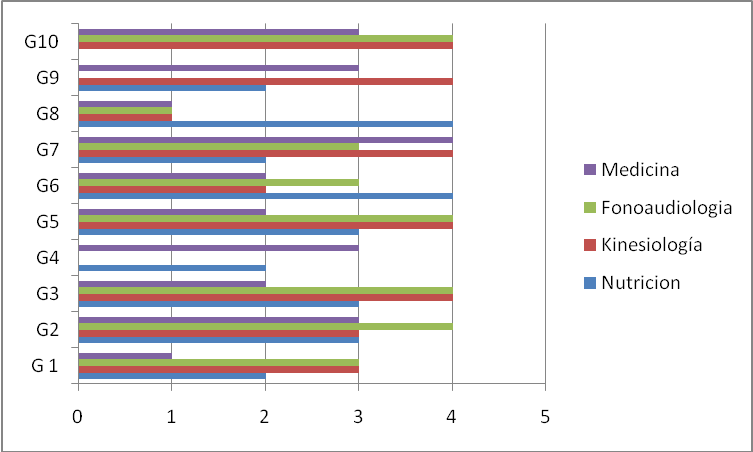 G10
G9
G8
G7
G6
G5
G4
G3
G2
G 1
0 1 2 3 4 5
Medicina
Fonoaudiologia
Kinesiología
Nutricion